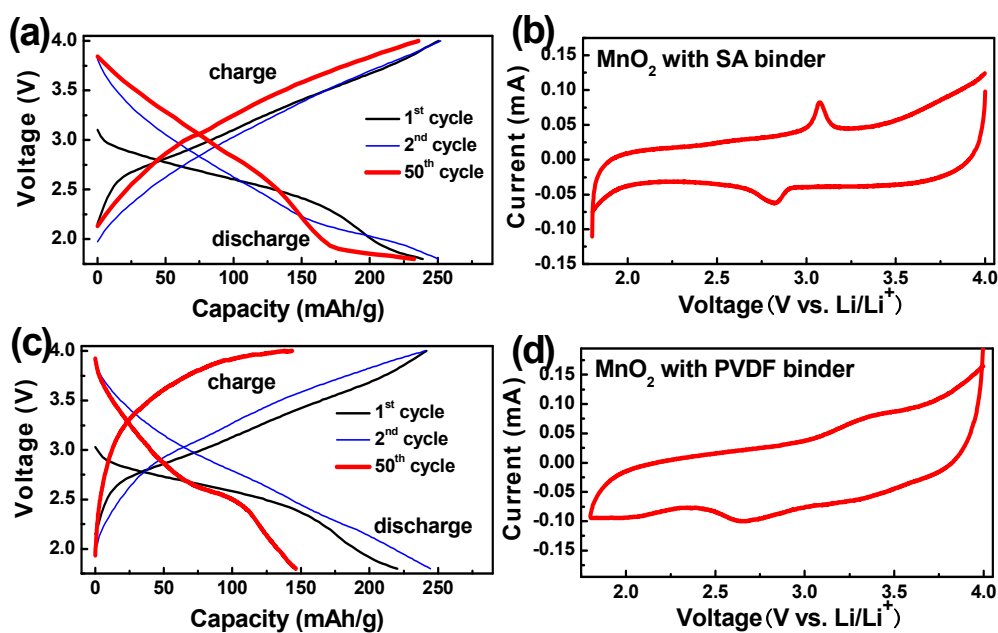 (a)
Voltage (V)
4.0
3.5
3.0
2.5
2.0
charge
1st cycle
2nd cycle
50th cycle
discharge
0 50 100 150 200 250
Capacity (mAh/g)
(b)
Current (mA)
0.15
0.10
0.05
0.00
-0.05
-0.10
-0.15
MnO2 with SA binder
2.0 2.5 3.0 3.5 4.0
Voltage(V vs. Li/Li+)
(c)
Voltage (V)
4.0
3.5
3.0
2.5
2.0
charge
1st cycle
2nd cycle
50th cycle
discharge
0 50 100 150 200 250
Capacity (mAh/g)
(d)
Current (mA)
0.15
0.10
0.05
0.00
-0.05
-0.10
-0.15
MnO2 with PVDF binder
2.0 2.5 3.0 3.5 4.0
Voltage(V vs. Li/Li+)